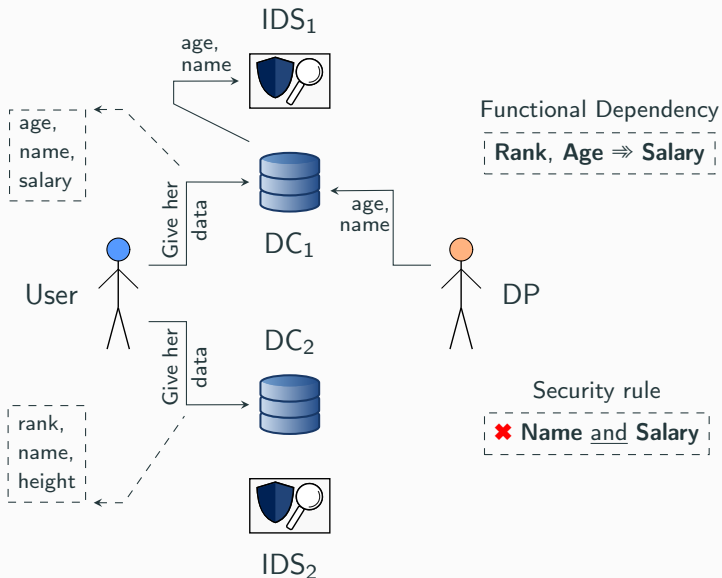 IDS₁
age,
name
age,
name,
salary
Functional Dependency
Rank, Age ⇒ Salary
Give her
data
DC₁
age,
name
User
DP
DC₂
Give her
data
Security rule
✖ Name and Salary
rank,
name,
height
IDS₂